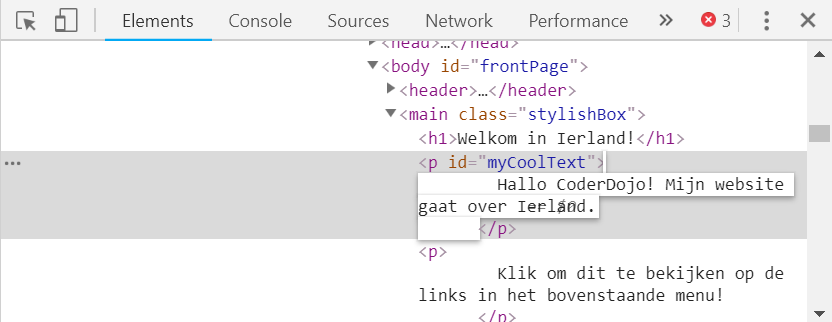 Elements Console Sources Network Performance » 3
<head>…</head>
<body id="frontPage">
<header>…</header>
<main class="stylishBox">
<h1>Welkom in Ierland!</h1>
... <p id="myCoolText">
Hallo CoderDojo! Mijn website
gaat over Ierland.
</p>
<p>
Klik om dit te bekijken op de
links in het bovenstaande menu!
</p>